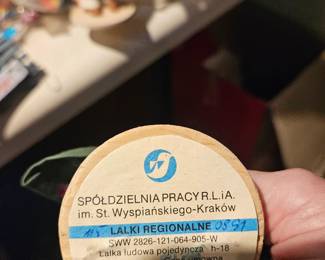 SPÓŁDZIELNIA PRACY R.L.iA.
im. St. Wyspiańskiego-Kraków
LALKI REGIONALNE
SWW 2826-121-064-905-W
Lalka ludowa pojedyncza h-18